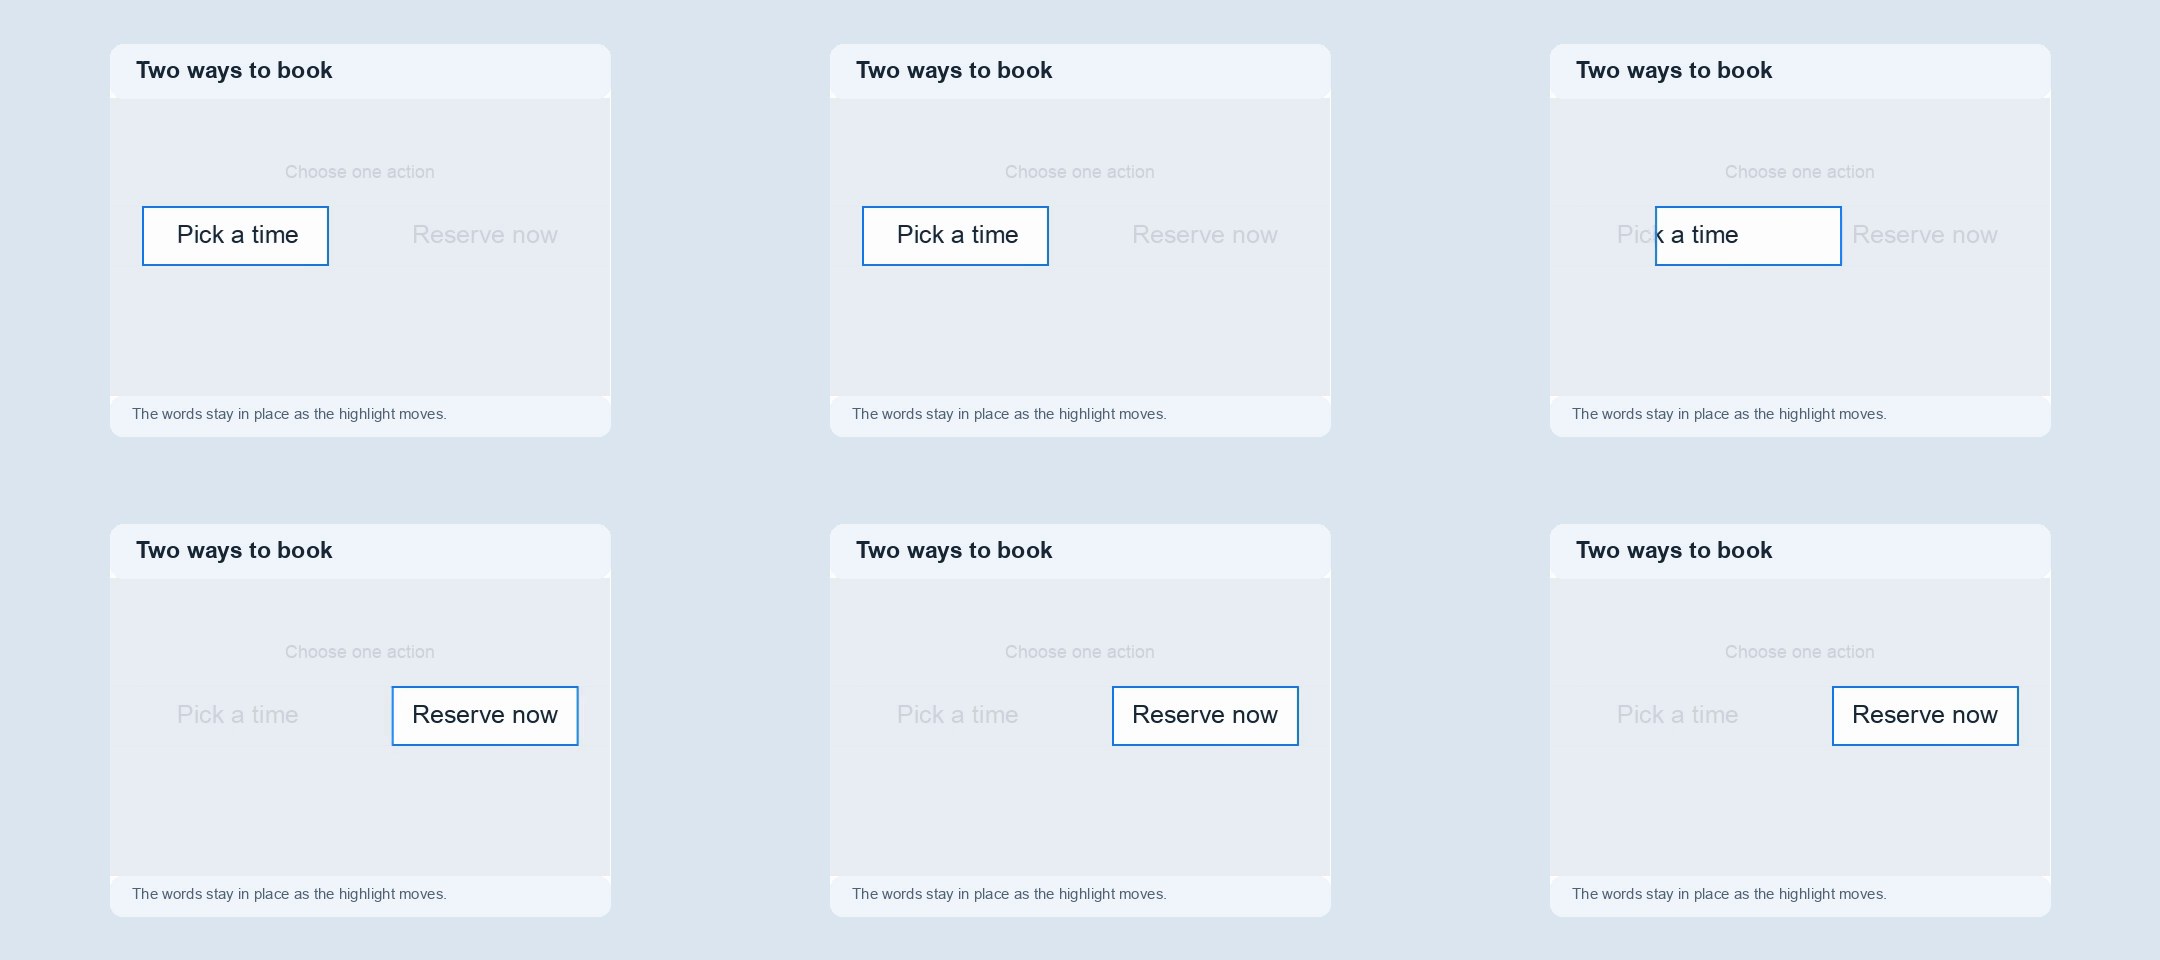 Two ways to book
Choose one action
Pick a time Reserve now
The words stay in place as the highlight moves.
Two ways to book
Choose one action
Pick a time Reserve now
The words stay in place as the highlight moves.
Two ways to book
Choose one action
Pick a time Reserve now
The words stay in place as the highlight moves.
Two ways to book
Choose one action
Pick a time Reserve now
The words stay in place as the highlight moves.
Two ways to book
Choose one action
Pick a time Reserve now
The words stay in place as the highlight moves.
Two ways to book
Choose one action
Pick a time Reserve now
The words stay in place as the highlight moves.